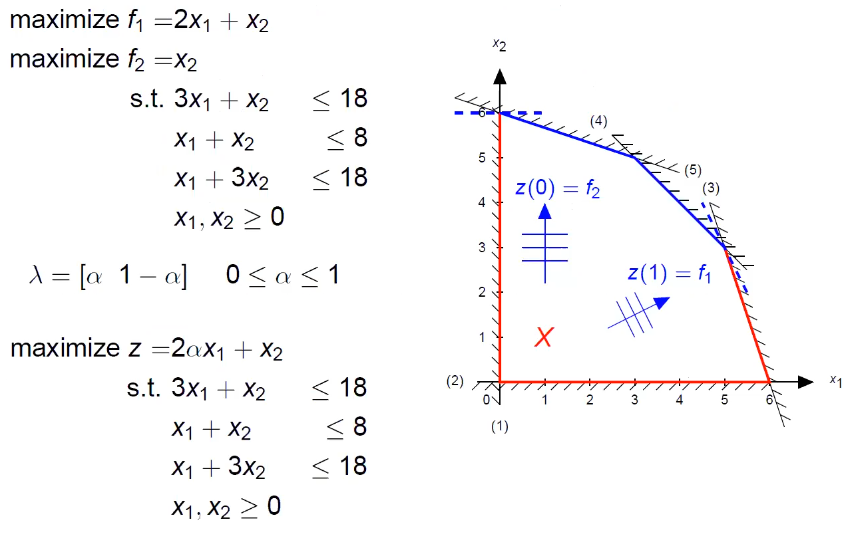 maximize f₁ =2x₁ + x₂
maximize f₂ =x₂
s.t. 3x₁ + x₂ ≤ 18
x₁ + x₂ ≤ 8
x₁ + 3x₂ ≤ 18
x₁, x₂ ≥ 0
λ = [α 1 − α] 0 ≤ α ≤ 1
maximize z =2αx₁ + x₂
s.t. 3x₁ + x₂ ≤ 18
x₁ + x₂ ≤ 8
x₁ + 3x₂ ≤ 18
x₁, x₂ ≥ 0
x₂
6
(4)
5
(5)
z(0) = f₂
(3)
4
3
z(1) = f₁
2
1
X
(2)
x₁
0 1 2 3 4 5 6
(1)